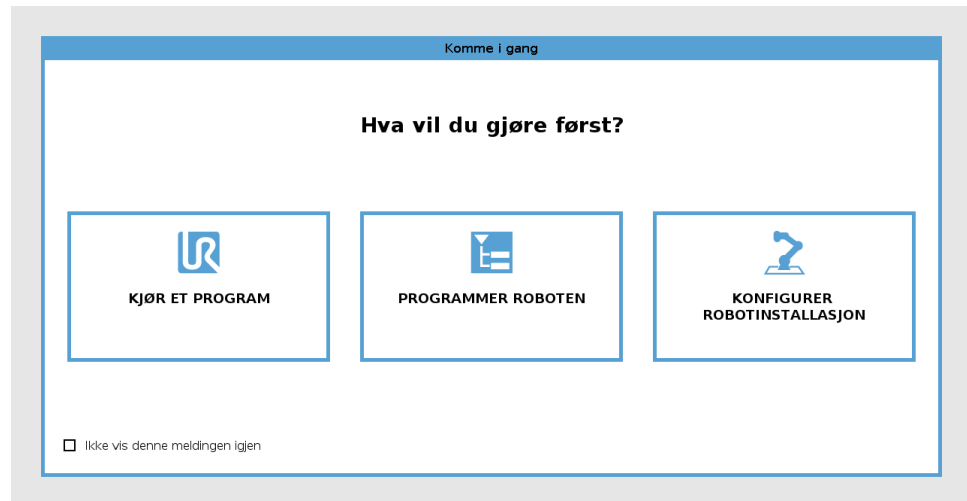 Komme i gang
Hva vil du gjøre først?
KJØR ET PROGRAM
PROGRAMMER ROBOTEN
KONFIGURER
ROBOTINSTALLASJON
Ikke vis denne meldingen igjen